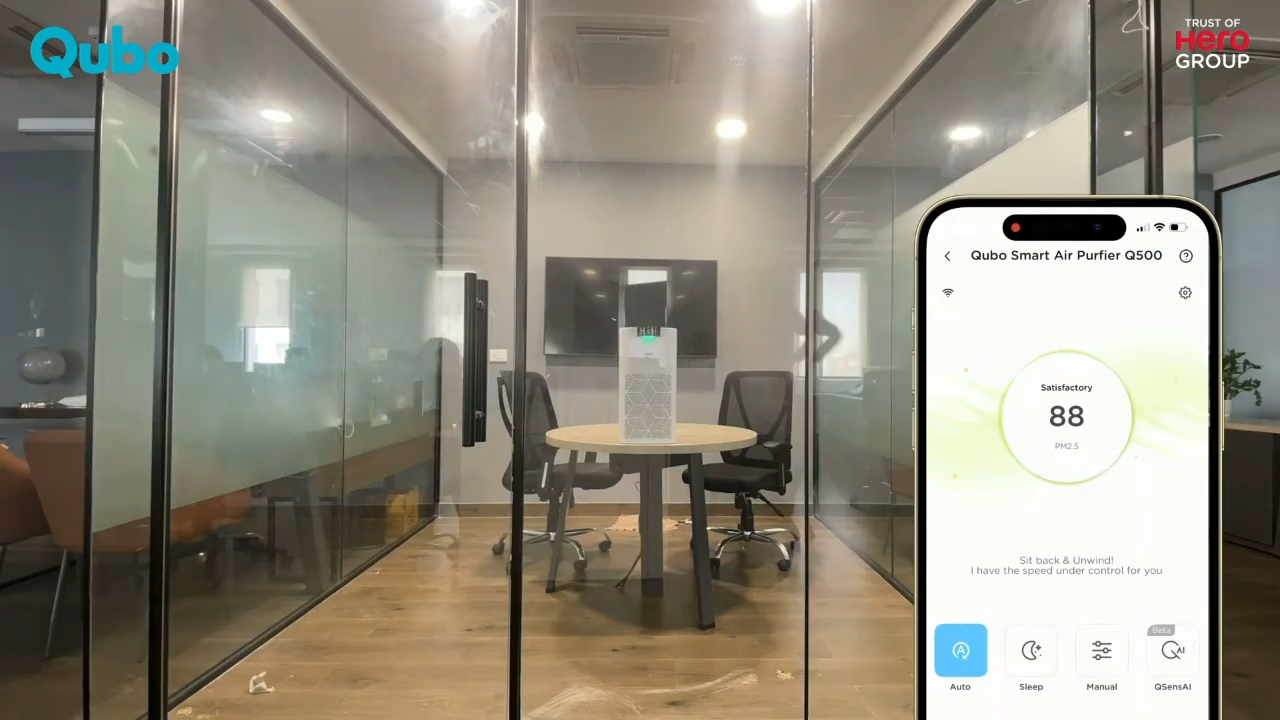 Qubo
TRUST OF
Hero
GROUP
Qubo Smart Air Purfier Q500
Satisfactory
88
PM2.5
Sit back & Unwind!
I have the speed under control for you
Beta
A
AI
Auto
Sleep
Manual
QSensAI